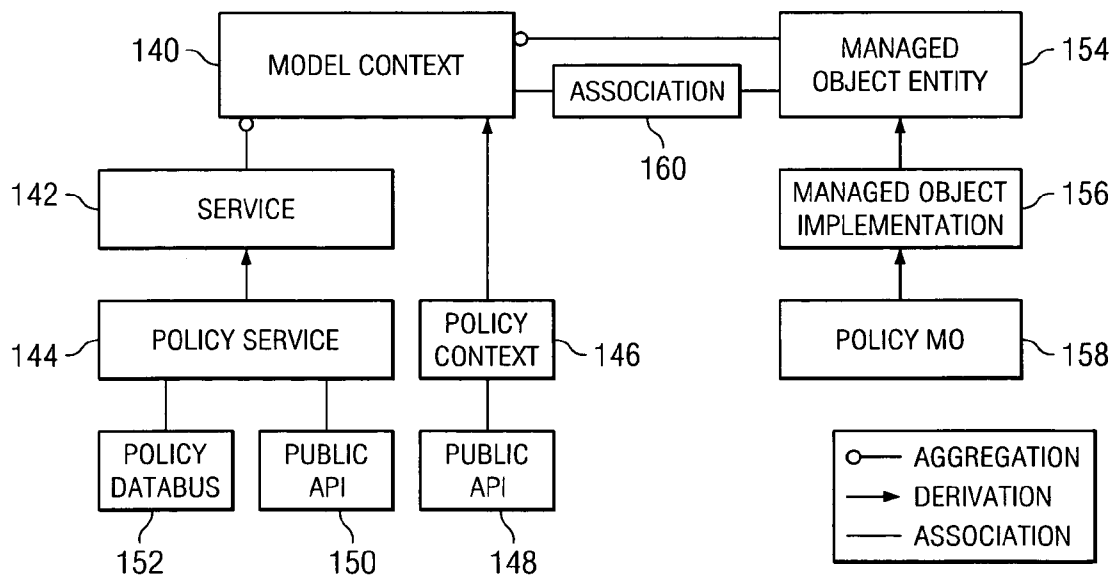 140
MODEL CONTEXT
MANAGED
OBJECT ENTITY
154
ASSOCIATION
160
142
SERVICE
MANAGED OBJECT
IMPLEMENTATION
156
144
POLICY SERVICE
POLICY
CONTEXT
146
POLICY MO
158
POLICY
DATABUS
PUBLIC
API
PUBLIC
API
152
150
148
AGGREGATION
DERIVATION
ASSOCIATION